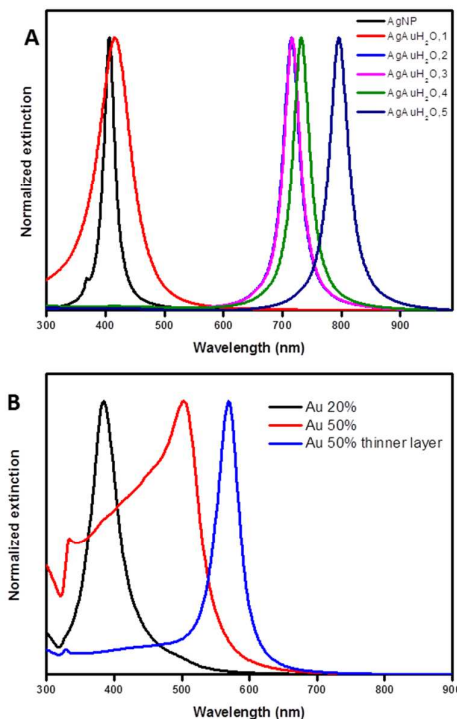 A
AgNP
AgAuH₂O,1
AgAuH₂O,2
AgAuH₂O,3
AgAuH₂O,4
AgAuH₂O,5
Normalized extinction
300 400 500 600 700 800 900
Wavelength (nm)
B
Au 20%
Au 50%
Au 50% thinner layer
Normalized extinction
300 400 500 600 700 800 900
Wavelength (nm)